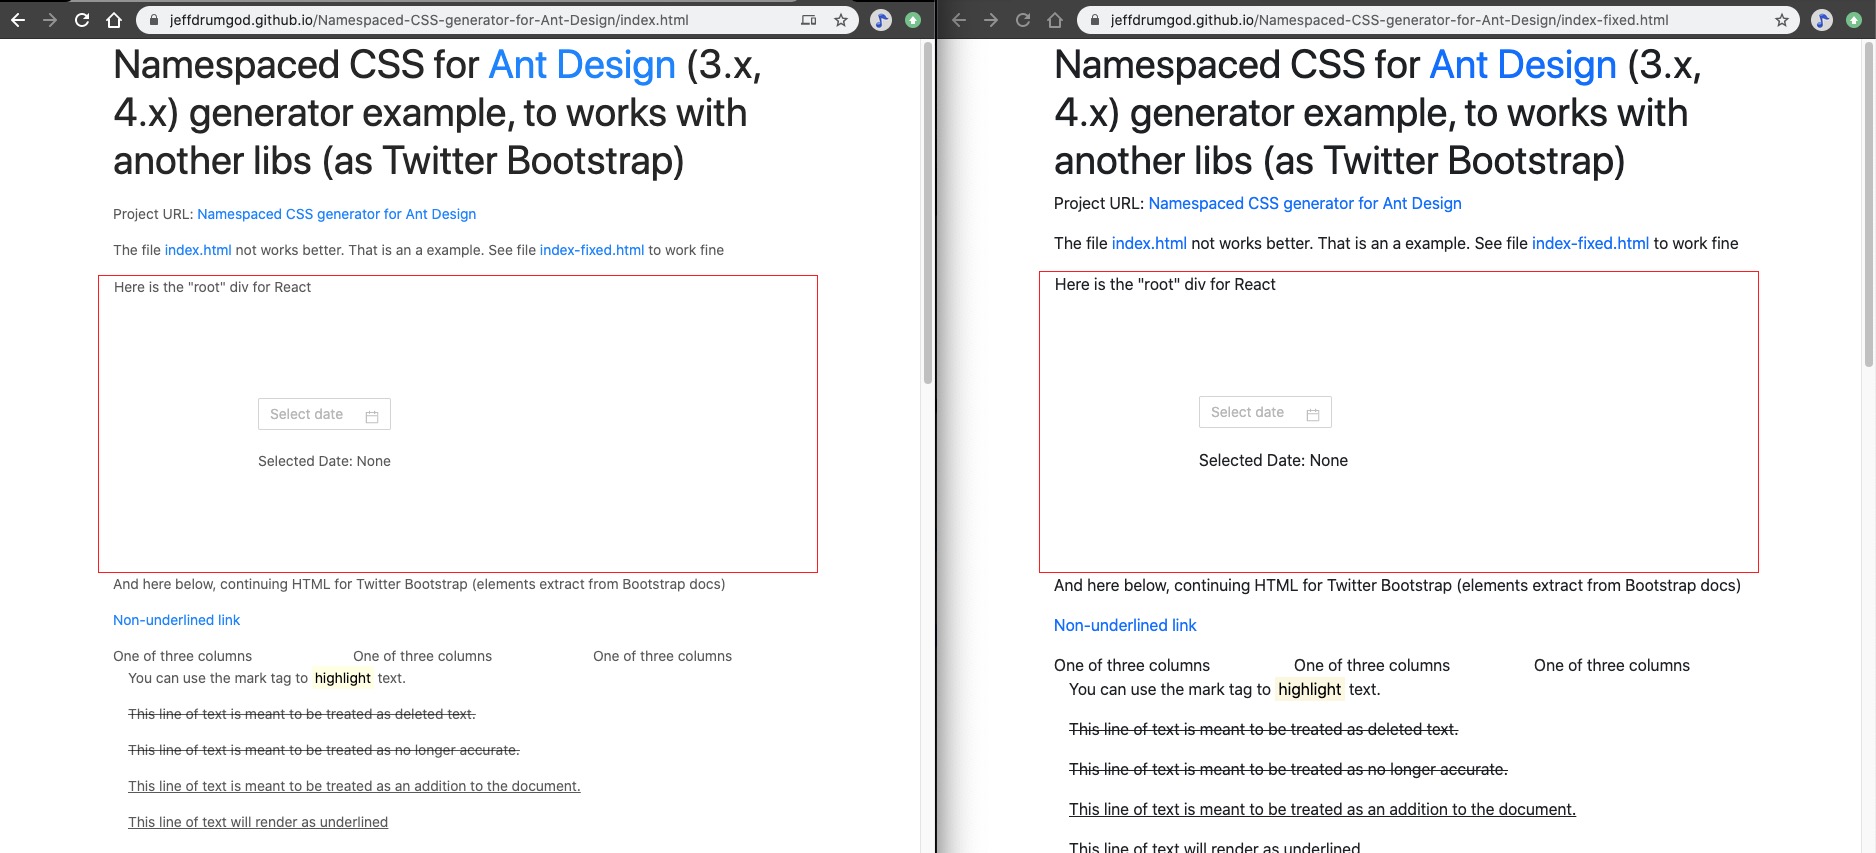 jeffdrumgod.github.io/Namespaced-CSS-generator-for-Ant-Design/index.html
Namespaced CSS for Ant Design (3.x,
4.x) generator example, to works with
another libs (as Twitter Bootstrap)
Project URL: Namespaced CSS generator for Ant Design
The file index.html not works better. That is an a example. See file index-fixed.html to work fine
Here is the "root" div for React
Select date
Selected Date: None
And here below, continuing HTML for Twitter Bootstrap (elements extract from Bootstrap docs)
Non-underlined link
One of three columns One of three columns One of three columns
You can use the mark tag to highlight text.
This line of text is meant to be treated as deleted text.
This line of text is meant to be treated as no longer accurate.
This line of text is meant to be treated as an addition to the document.
This line of text will render as underlined
jeffdrumgod.github.io/Namespaced-CSS-generator-for-Ant-Design/index-fixed.html
Namespaced CSS for Ant Design (3.x,
4.x) generator example, to works with
another libs (as Twitter Bootstrap)
Project URL: Namespaced CSS generator for Ant Design
The file index.html not works better. That is an a example. See file index-fixed.html to work fine
Here is the "root" div for React
Select date
Selected Date: None
And here below, continuing HTML for Twitter Bootstrap (elements extract from Bootstrap docs)
Non-underlined link
One of three columns One of three columns One of three columns
You can use the mark tag to highlight text.
This line of text is meant to be treated as deleted text.
This line of text is meant to be treated as no longer accurate.
This line of text is meant to be treated as an addition to the document.
This line of text will render as underlined